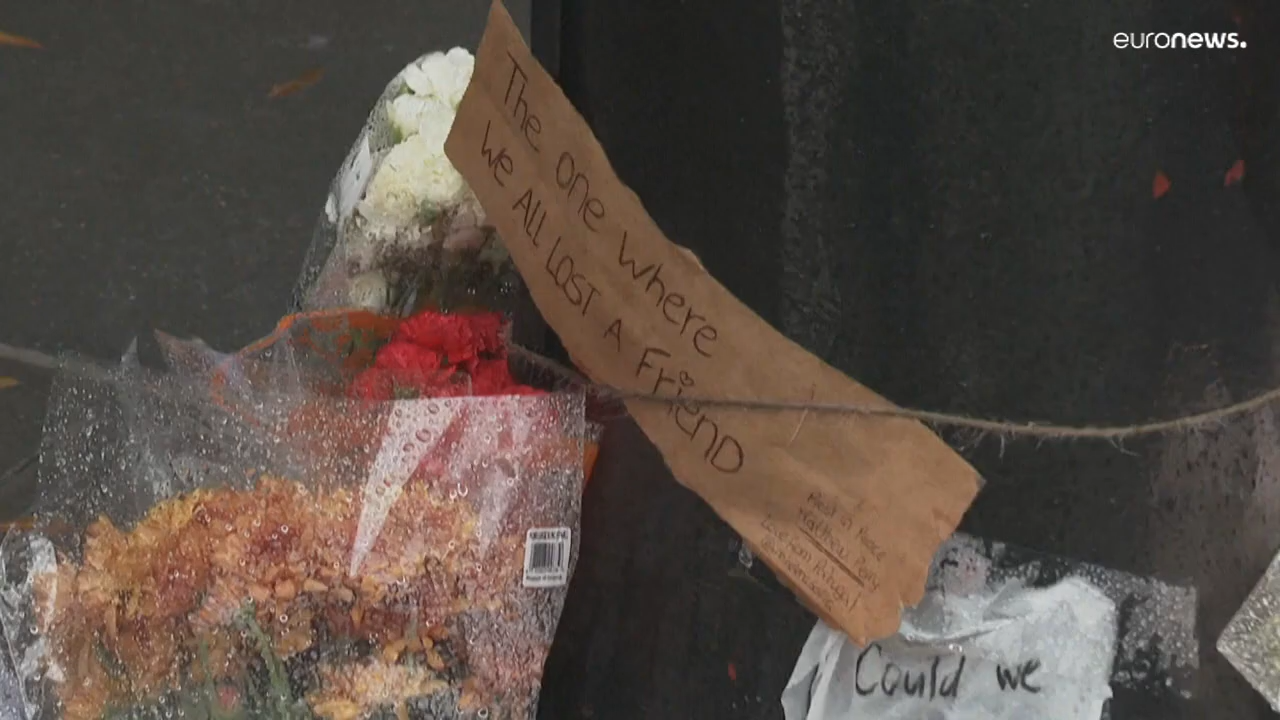 euronews.
The one where
We All Lost A Friend
Rest in Peace
Matthew Perry
Could we